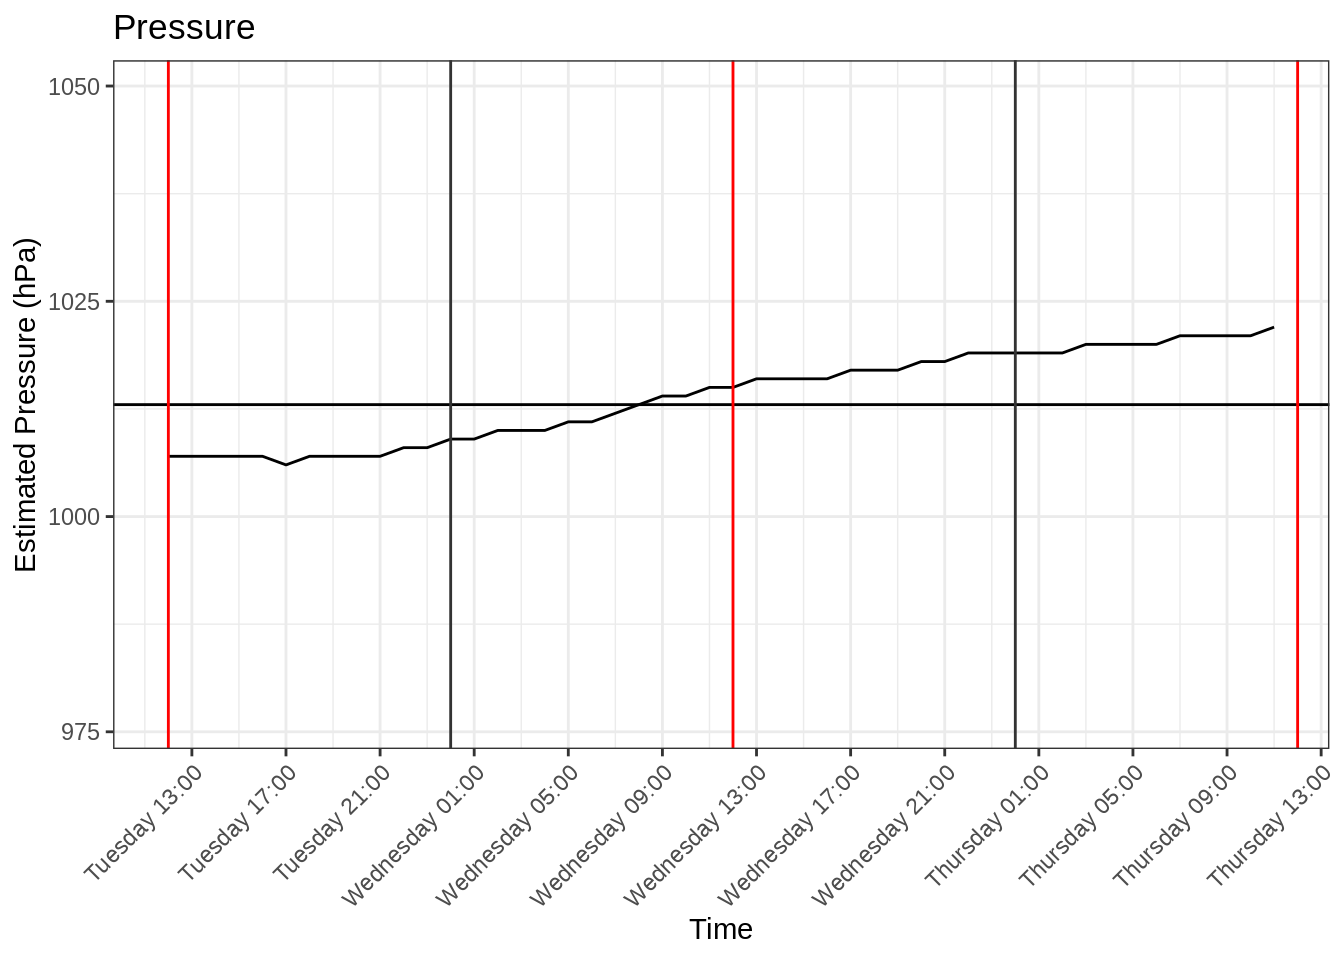 Pressure
Estimated Pressure (hPa)
1050
1025
1000
975
Tuesday 13:00
Tuesday 17:00
Tuesday 21:00
Wednesday 01:00
Wednesday 05:00
Wednesday 09:00
Wednesday 13:00
Wednesday 17:00
Wednesday 21:00
Thursday 01:00
Thursday 05:00
Thursday 09:00
Thursday 13:00
Time